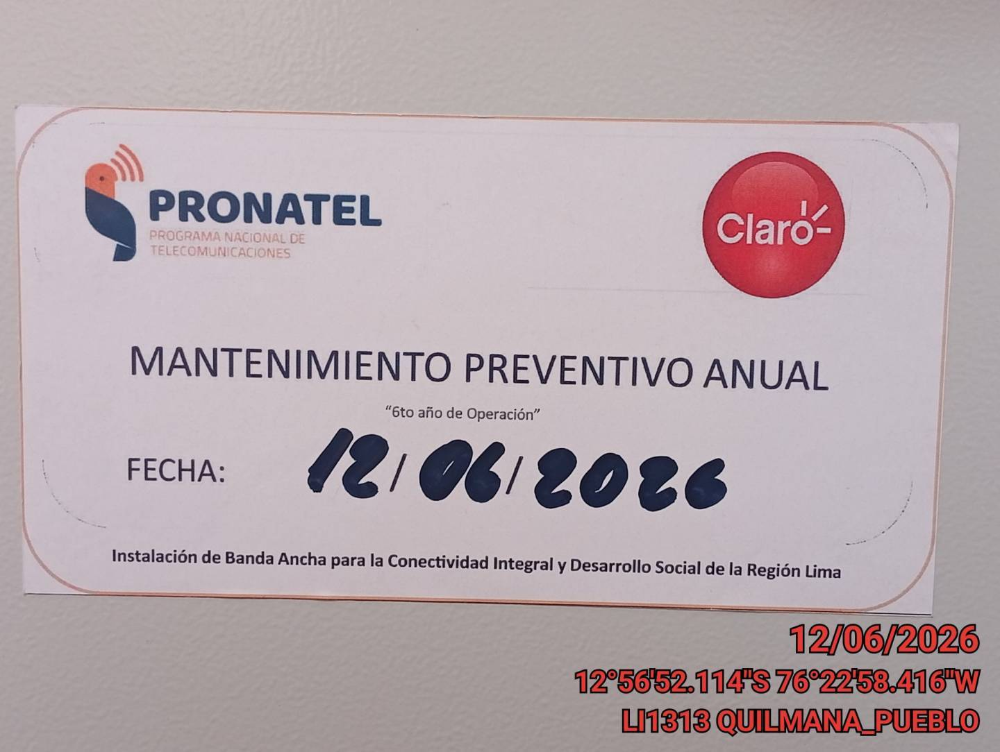 PRONATEL
PROGRAMA NACIONAL DE
TELECOMUNICACIONES
Claro
MANTENIMIENTO PREVENTIVO ANUAL
“6to año de Operación”
FECHA: 12/06/2026
Instalación de Banda Ancha para la Conectividad Integral y Desarrollo Social de la Región Lima
12/06/2026
12°56'52.114"S 76°22'58.416"W
LI1313 QUILMANA_PUEBLO